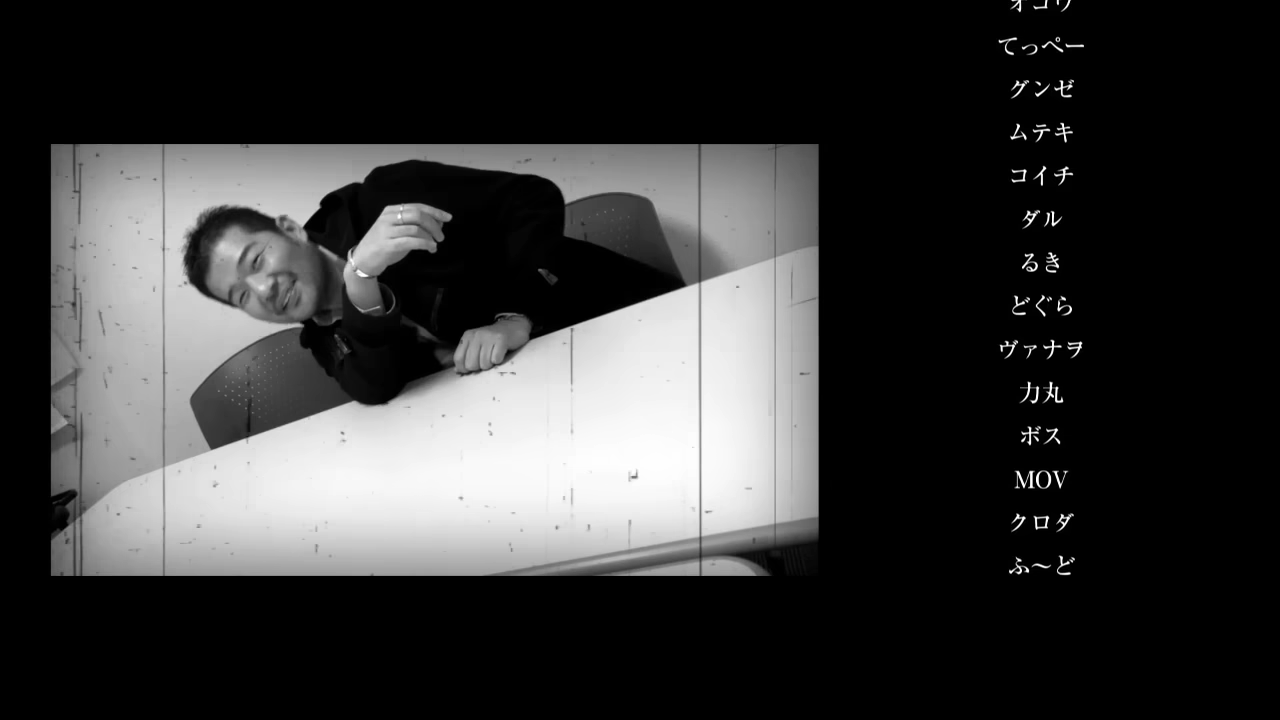 てっぺー
グンゼ
ムテキ
コイチ
ダル
るき
どぐら
ヴァナヲ
力丸
ボス
MOV
クロダ
ふ〜ど